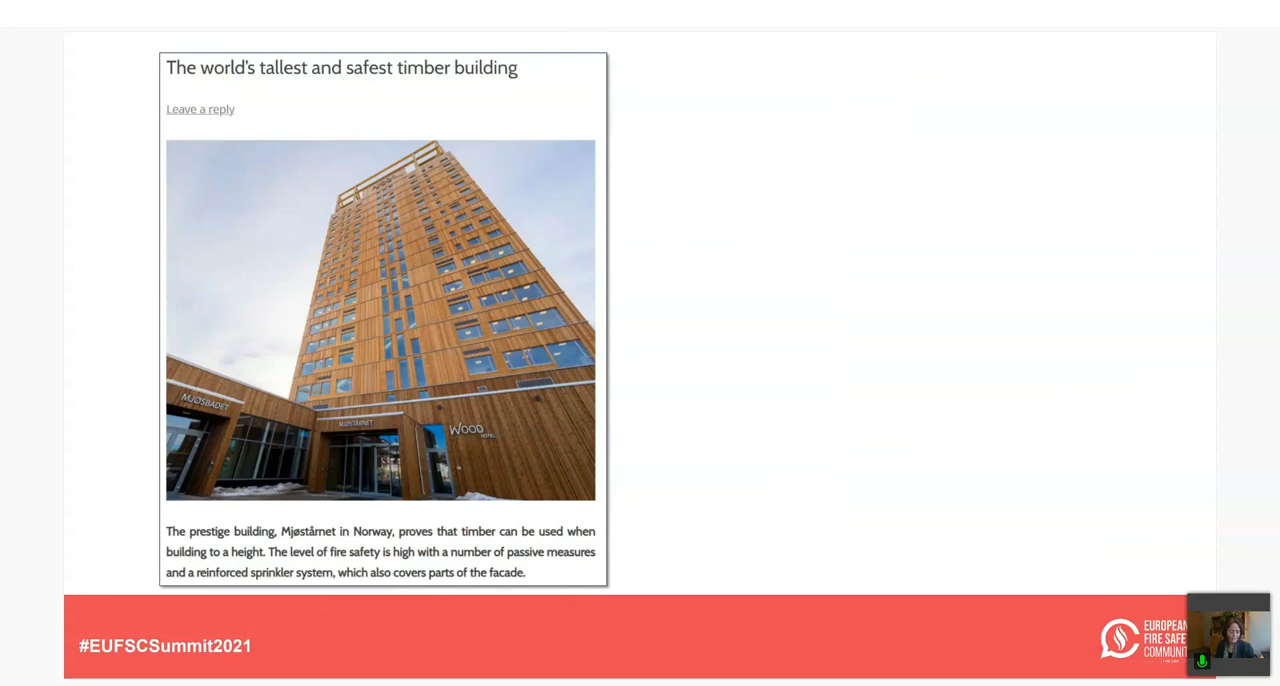 The world's tallest and safest timber building
Leave a reply
MJØSBADET
MJØSTÅRNET
WOOD
HOTEL
The prestige building, Mjøstårnet in Norway, proves that timber can be used when
building to a height. The level of fire safety is high with a number of passive measures
and a reinforced sprinkler system, which also covers parts of the facade.
#EUFSCSummit2021
EUROPEAN
FIRE SAFE
COMMUNIT